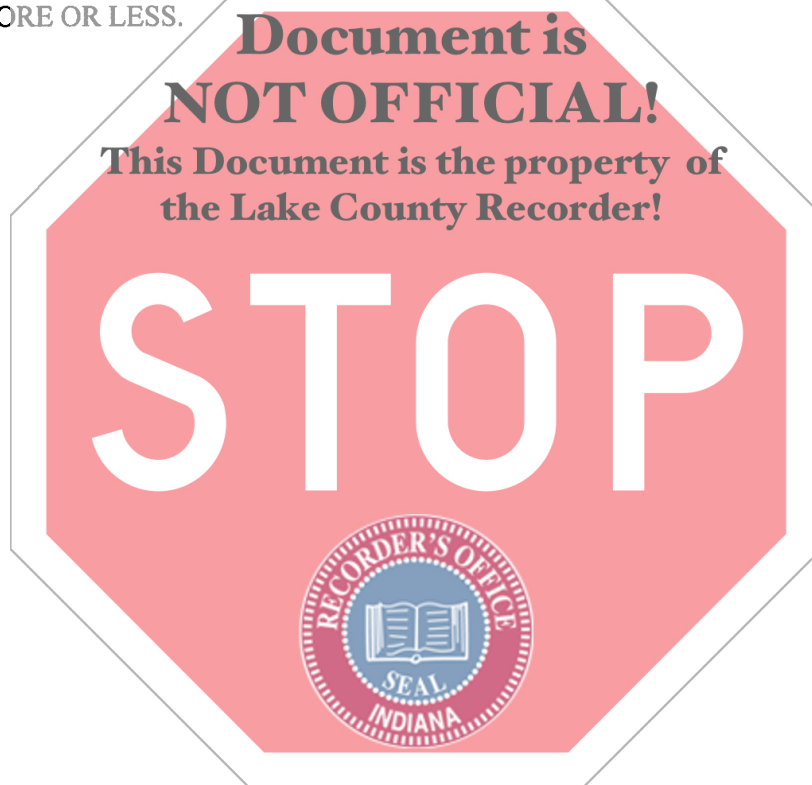 ORE OR LESS.
Document is
NOT OFFICIAL!
This Document is the property of
the Lake County Recorder!
STOP
RECORDER'S OFFICE
SEAL
INDIANA